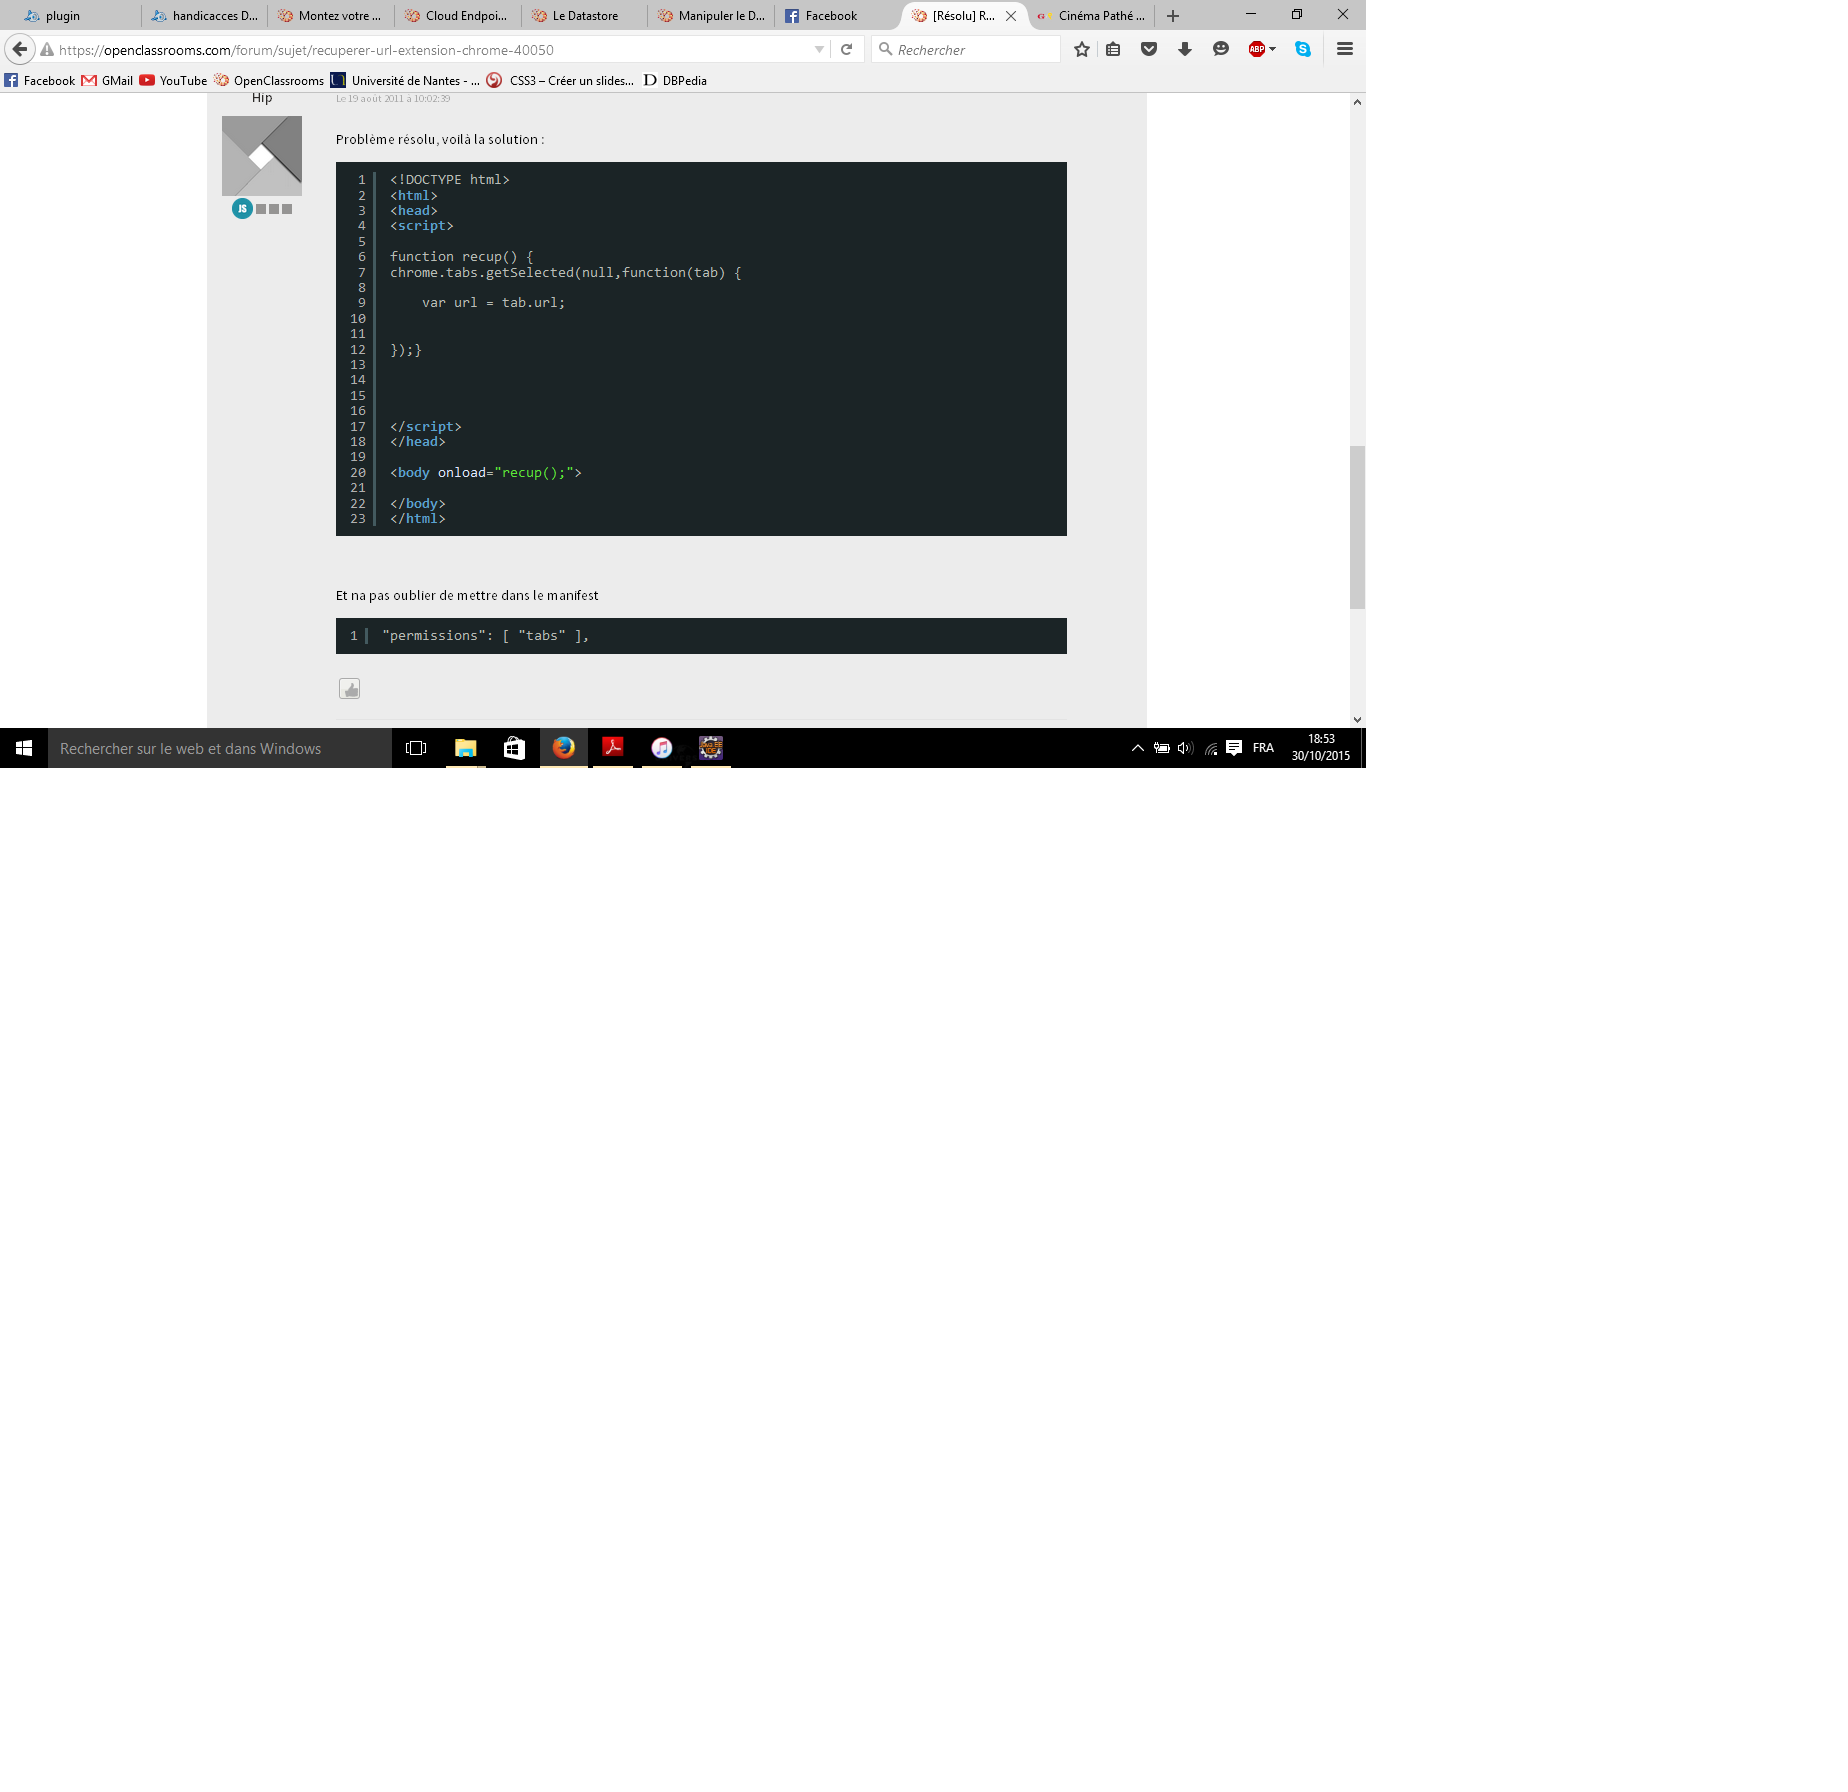 plugin
handicacces D...
Montez votre ...
Cloud Endpoi...
Le Datastore
Manipuler le D...
Facebook
[Résolu] R...
Cinéma Pathé ...
https://openclassrooms.com/forum/sujet/recuperer-url-extension-chrome-40050
Rechercher
ABP
Facebook
GMail
YouTube
OpenClassrooms
Université de Nantes - ...
CSS3 – Créer un slides...
D DBPedia
Hip
Le 19 août 2011 à 10:02:39
JS
Problème résolu, voilà la solution :
1 <!DOCTYPE html>
2 <html>
3 <head>
4 <script>
5
6 function recup() {
7 chrome.tabs.getSelected(null,function(tab) {
8
9 var url = tab.url;
10
11
12 });}
13
14
15
16
17 </script>
18 </head>
19
20 <body onload="recup();">
21
22 </body>
23 </html>
Et na pas oublier de mettre dans le manifest
1 "permissions": [ "tabs" ],
Rechercher sur le web et dans Windows
FRA
18:53
30/10/2015